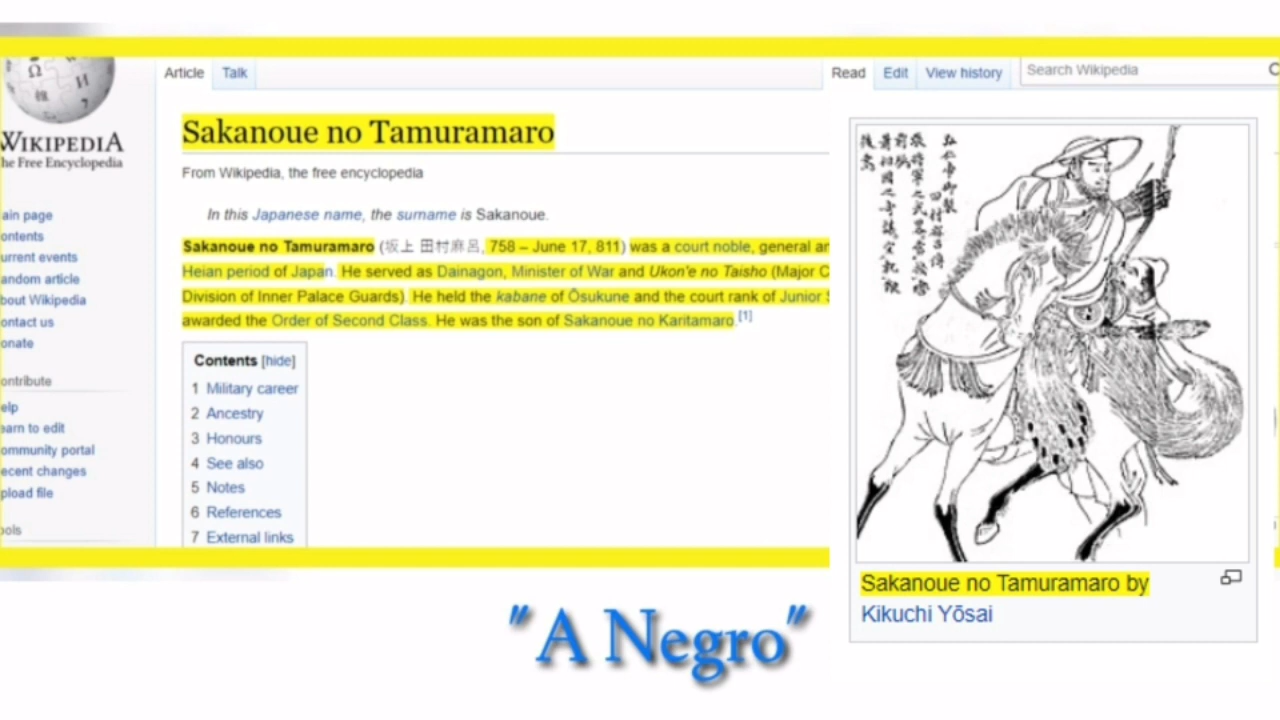 WIKIPEDIA
he Free Encyclopedia
ain page
ontents
urrent events
andom article
bout Wikipedia
ontact us
onate
ontribute
elp
earn to edit
ommunity portal
ecent changes
pload file
ools
Article Talk
Read Edit View history
Search Wikipedia
Sakanoue no Tamuramaro
From Wikipedia, the free encyclopedia
In this Japanese name, the surname is Sakanoue.
Sakanoue no Tamuramaro (坂上 田村麻呂, 758 – June 17, 811) was a court noble, general an
Heian period of Japan. He served as Dainagon, Minister of War and Ukon'e no Taisho (Major C
Division of Inner Palace Guards). He held the kabane of Ōsukune and the court rank of Junior
awarded the Order of Second Class. He was the son of Sakanoue no Karitamaro.[1]
Contents [hide]
1 Military career
2 Ancestry
3 Honours
4 See also
5 Notes
6 References
7 External links
Sakanoue no Tamuramaro by
Kikuchi Yōsai
"A Negro"